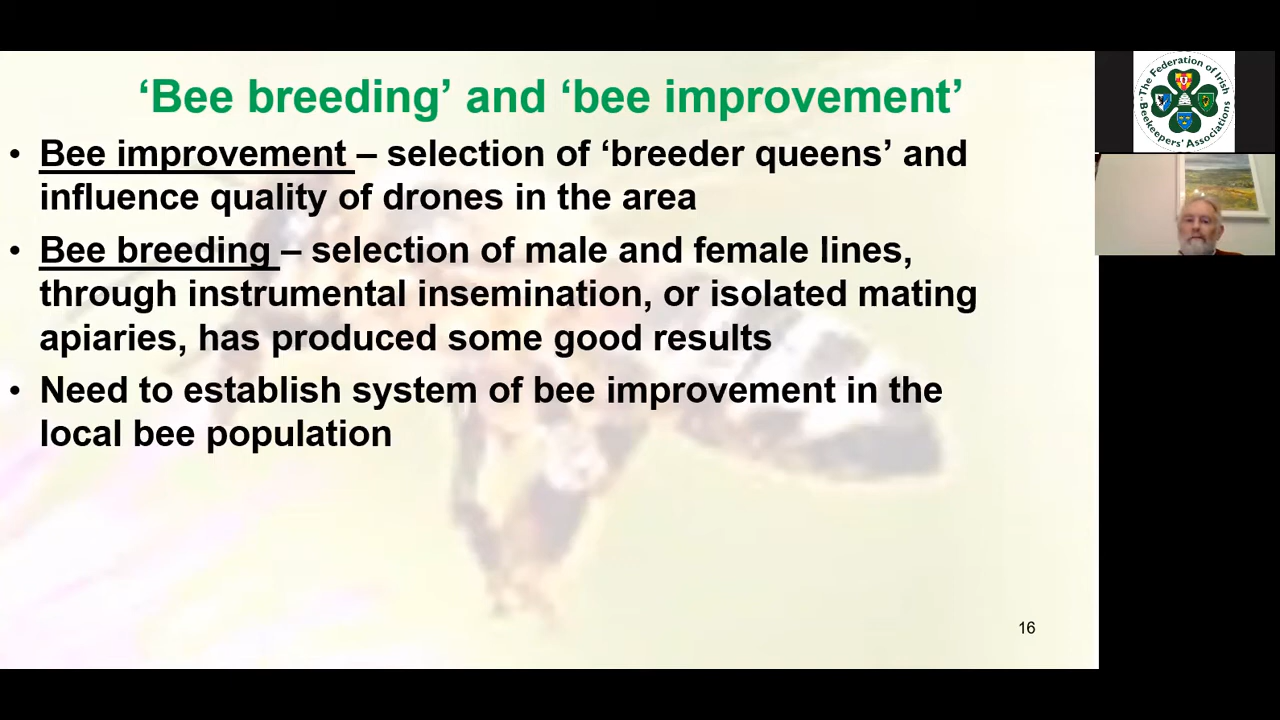 ‘Bee breeding’ and ‘bee improvement’
• Bee improvement – selection of ‘breeder queens’ and
influence quality of drones in the area
• Bee breeding – selection of male and female lines,
through instrumental insemination, or isolated mating
apiaries, has produced some good results
• Need to establish system of bee improvement in the
local bee population
16
"The Federation of Irish
Beekeepers' Associations"